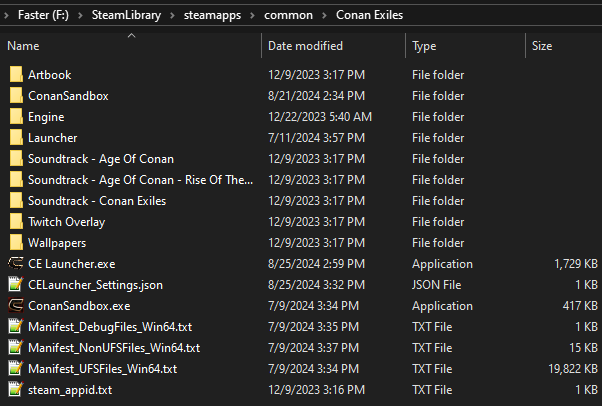 Faster (F:) > SteamLibrary > steamapps > common > Conan Exiles
Name Date modified Type Size
Artbook 12/9/2023 3:17 PM File folder
ConanSandbox 8/21/2024 2:34 PM File folder
Engine 12/22/2023 5:40 AM File folder
Launcher 7/11/2024 3:57 PM File folder
Soundtrack - Age Of Conan 12/9/2023 3:17 PM File folder
Soundtrack - Age Of Conan - Rise Of The... 12/9/2023 3:17 PM File folder
Soundtrack - Conan Exiles 12/9/2023 3:17 PM File folder
Twitch Overlay 12/9/2023 3:17 PM File folder
Wallpapers 12/9/2023 3:17 PM File folder
CE Launcher.exe 8/25/2024 2:59 PM Application 1,729 KB
CELauncher_Settings.json 8/25/2024 3:32 PM JSON File 1 KB
ConanSandbox.exe 7/9/2024 3:34 PM Application 417 KB
Manifest_DebugFiles_Win64.txt 7/9/2024 3:35 PM TXT File 1 KB
Manifest_NonUFSFiles_Win64.txt 7/9/2024 3:37 PM TXT File 15 KB
Manifest_UFSFiles_Win64.txt 7/9/2024 3:34 PM TXT File 19,822 KB
steam_appid.txt 12/9/2023 3:16 PM TXT File 1 KB